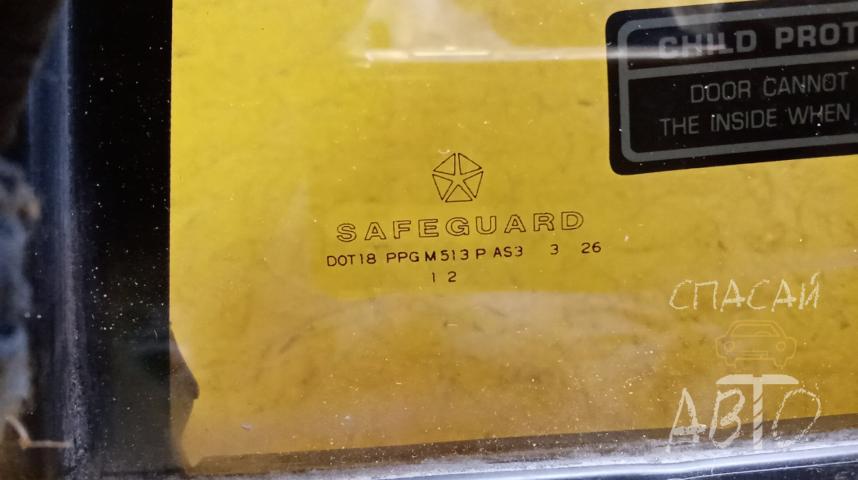 CHILD PROT
DOOR CANNOT
THE INSIDE WHEN
SAFEGUARD
DOT18 PPG M513 P AS3 3 26
1 2
СПАСАЙ
АВТО